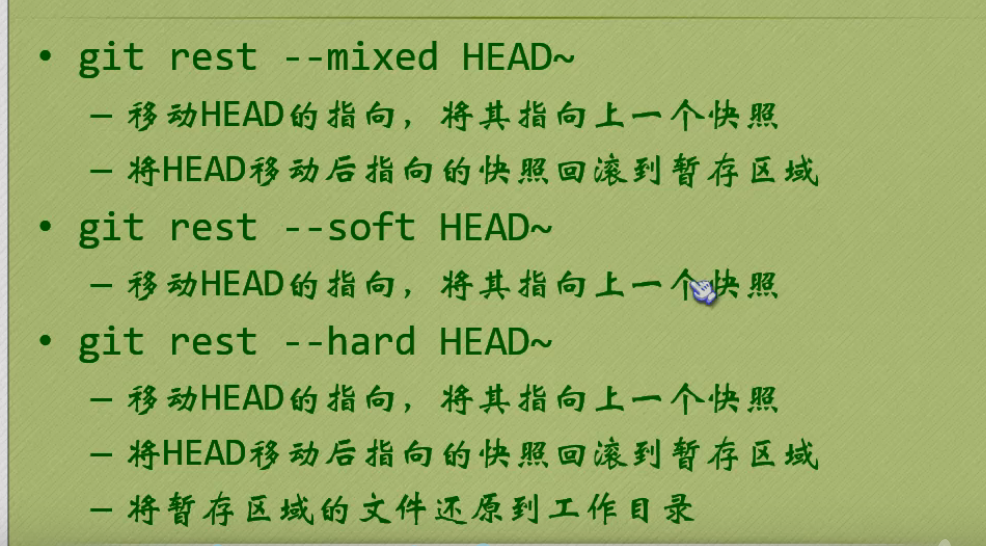 • git rest --mixed HEAD~
– 移动HEAD的指向，将其指向上一个快照
– 将HEAD移动后指向的快照回滚到暂存区域
• git rest --soft HEAD~
– 移动HEAD的指向，将其指向上一个快照
• git rest --hard HEAD~
– 移动HEAD的指向，将其指向上一个快照
– 将HEAD移动后指向的快照回滚到暂存区域
– 将暂存区域的文件还原到工作目录